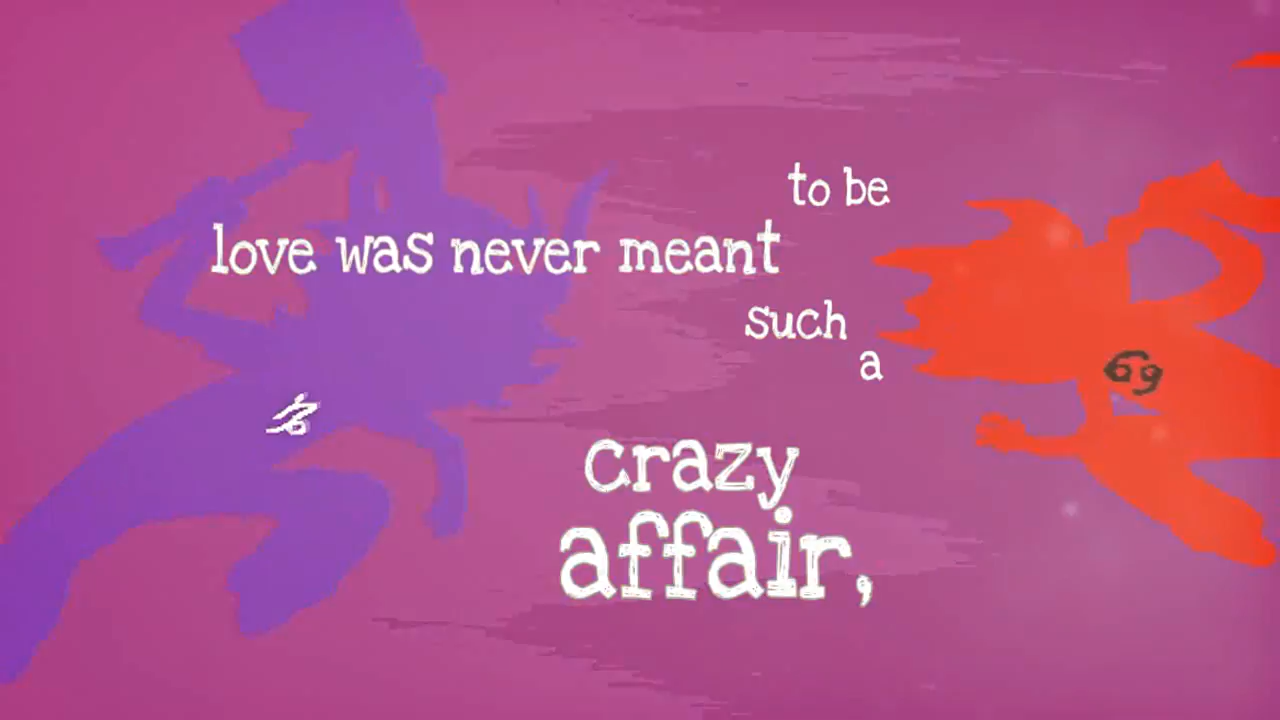 love was never meant
to be
such
a
crazy
affair,